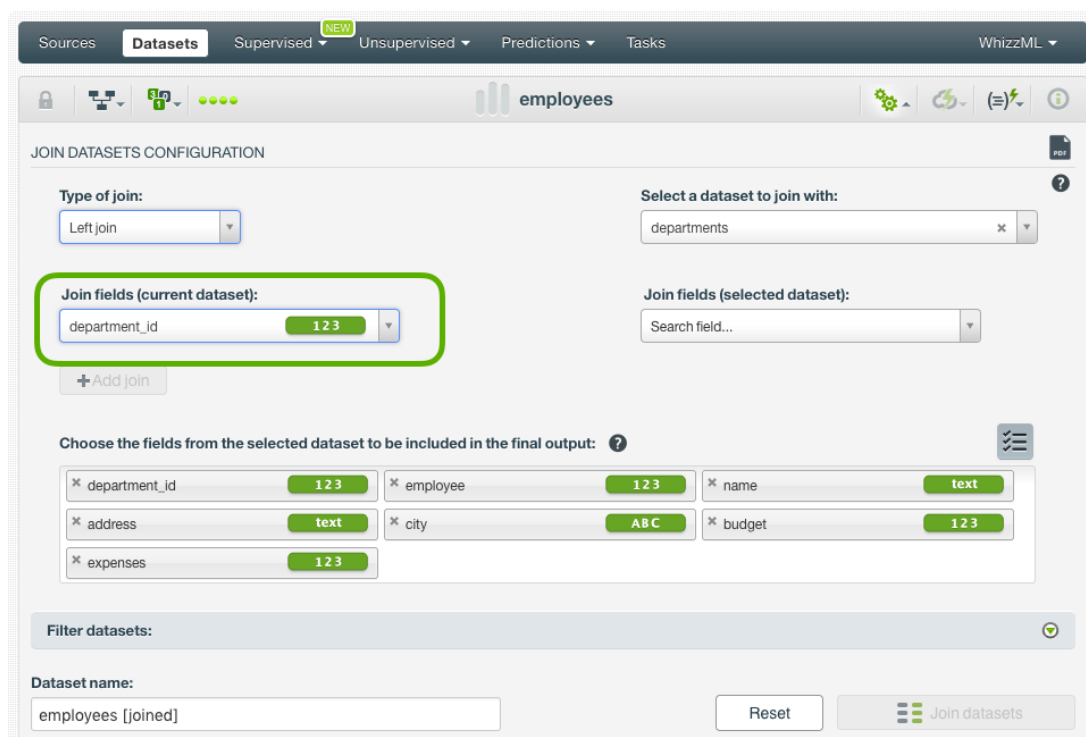 NEW
Sources Datasets Supervised Unsupervised Predictions Tasks WhizzML
employees
(=)
JOIN DATASETS CONFIGURATION
PDF
?
Type of join:
Select a dataset to join with:
Left join
departments
Join fields (current dataset):
Join fields (selected dataset):
department_id 123
Search field...
+ Add join
Choose the fields from the selected dataset to be included in the final output: ?
department_id 123 employee 123 name text
address text city ABC budget 123
expenses 123
Filter datasets:
Dataset name:
employees [joined]
Reset
Join datasets